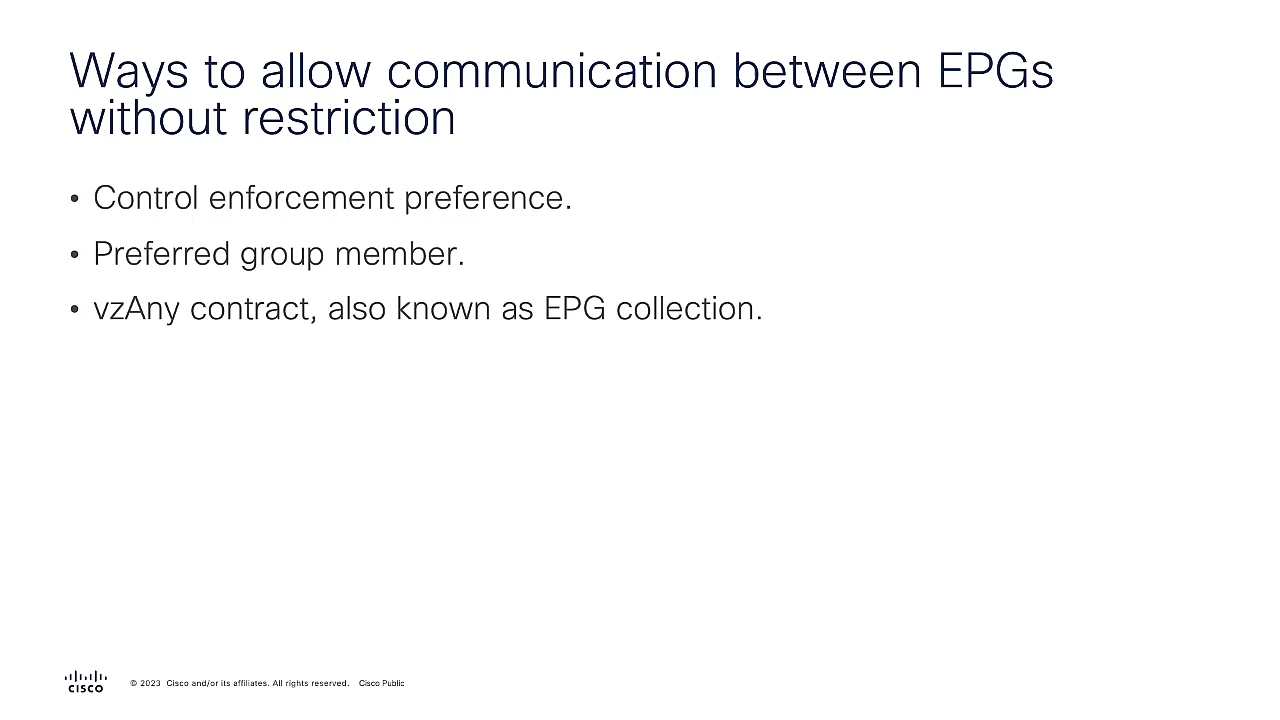 Ways to allow communication between EPGs
without restriction
• Control enforcement preference.
• Preferred group member.
• vzAny contract, also known as EPG collection.
CISCO
© 2023 Cisco and/or its affiliates. All rights reserved. Cisco Public